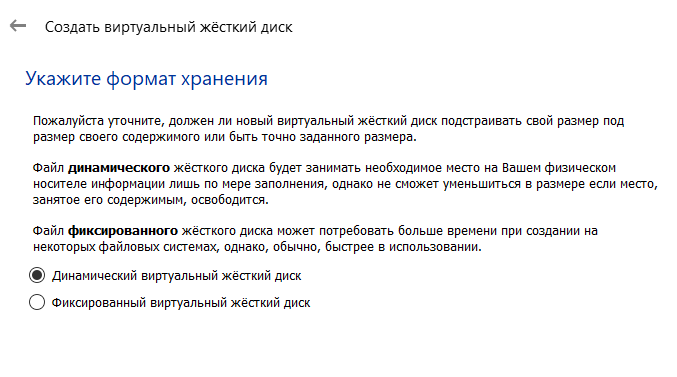 Создать виртуальный жёсткий диск
Укажите формат хранения
Пожалуйста уточните, должен ли новый виртуальный жёсткий диск подстраивать свой размер под
размер своего содержимого или быть точно заданного размера.
Файл динамического жёсткого диска будет занимать необходимое место на Вашем физическом
носителе информации лишь по мере заполнения, однако не сможет уменьшиться в размере если место,
занятое его содержимым, освободится.
Файл фиксированного жёсткого диска может потребовать больше времени при создании на
некоторых файловых системах, однако, обычно, быстрее в использовании.
Динамический виртуальный жёсткий диск
Фиксированный виртуальный жёсткий диск